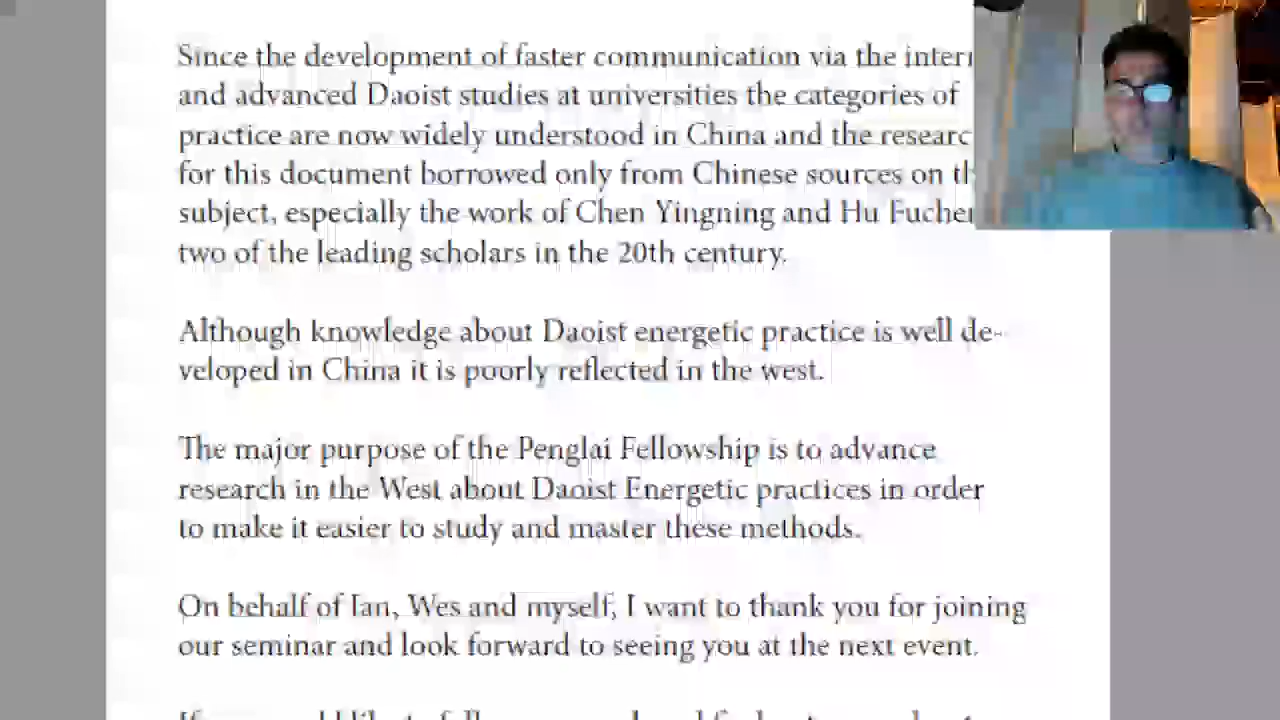 Since the development of faster communication via the intern
and advanced Daoist studies at universities the categories of
practice are now widely understood in China and the researc
for this document borrowed only from Chinese sources on th
subject, especially the work of Chen Yingning and Hu Fuchen
two of the leading scholars in the 20th century.
Although knowledge about Daoist energetic practice is well de-
veloped in China it is poorly reflected in the west.
The major purpose of the Penglai Fellowship is to advance
research in the West about Daoist Energetic practices in order
to make it easier to study and master these methods.
On behalf of Ian, Wes and myself, I want to thank you for joining
our seminar and look forward to seeing you at the next event.